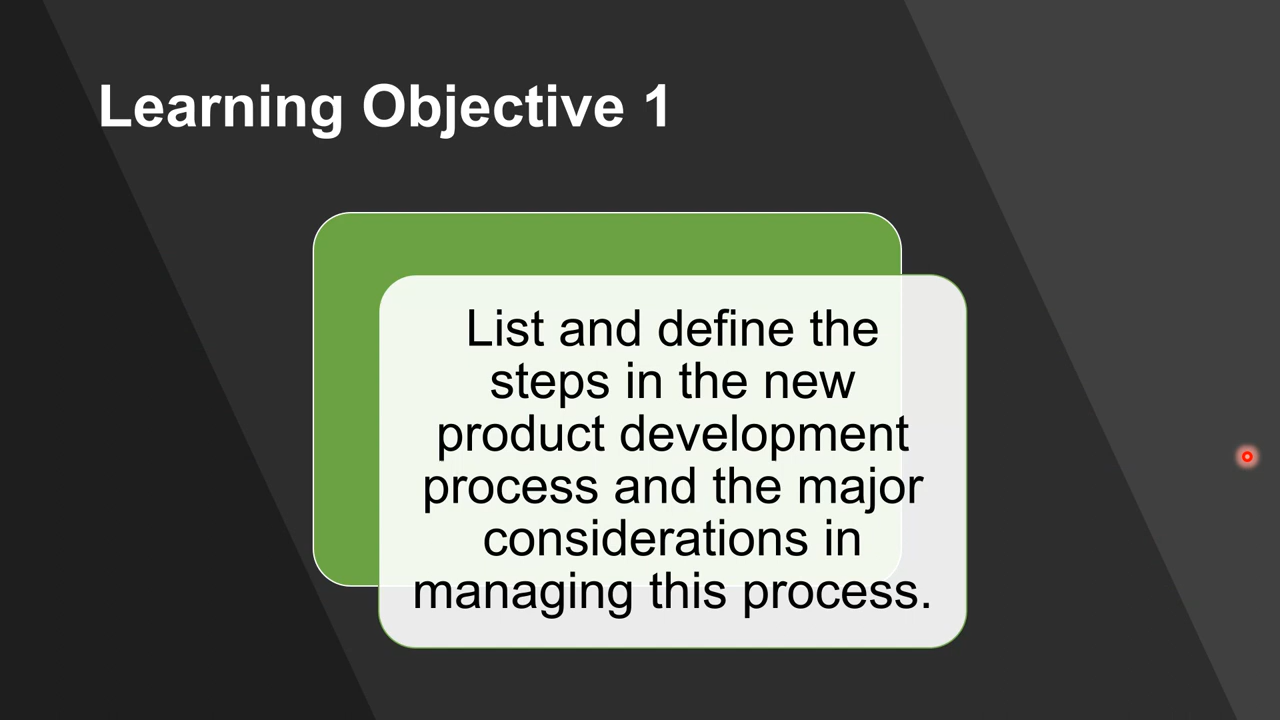 Learning Objective 1
List and define the
steps in the new
product development
process and the major
considerations in
managing this process.